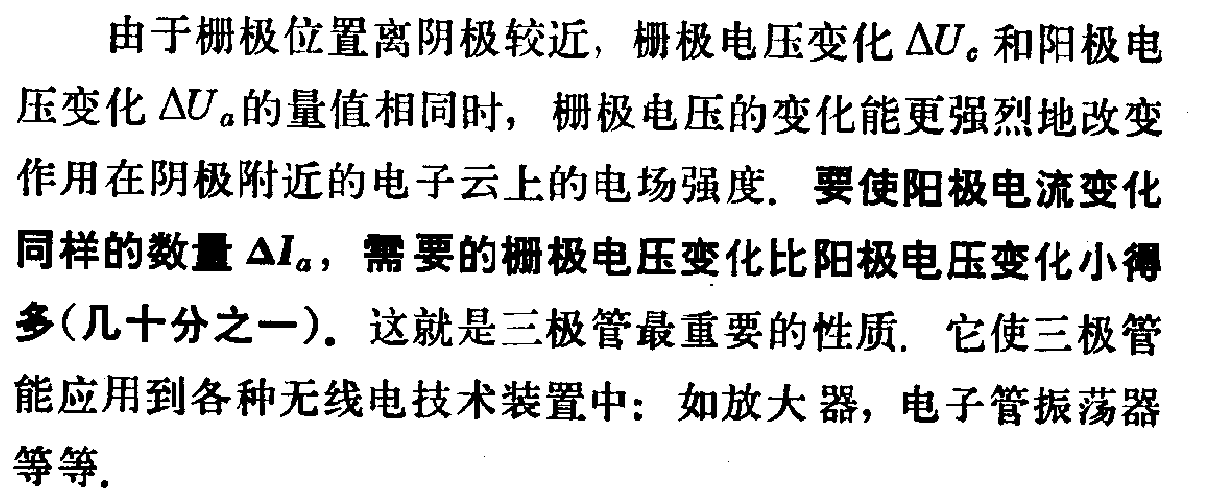 由于栅极位置离阴极较近，栅极电压变化 ΔU_c 和阳极电
压变化 ΔU_a的量值相同时，栅极电压的变化能更强烈地改变
作用在阴极附近的电子云上的电场强度．要使阳极电流变化
同样的数量 ΔI_a，需要的栅极电压变化比阳极电压变化小得
多（几十分之一）．这就是三极管最重要的性质．它使三极管
能应用到各种无线电技术装置中：如放大器，电子管振荡器
等等．